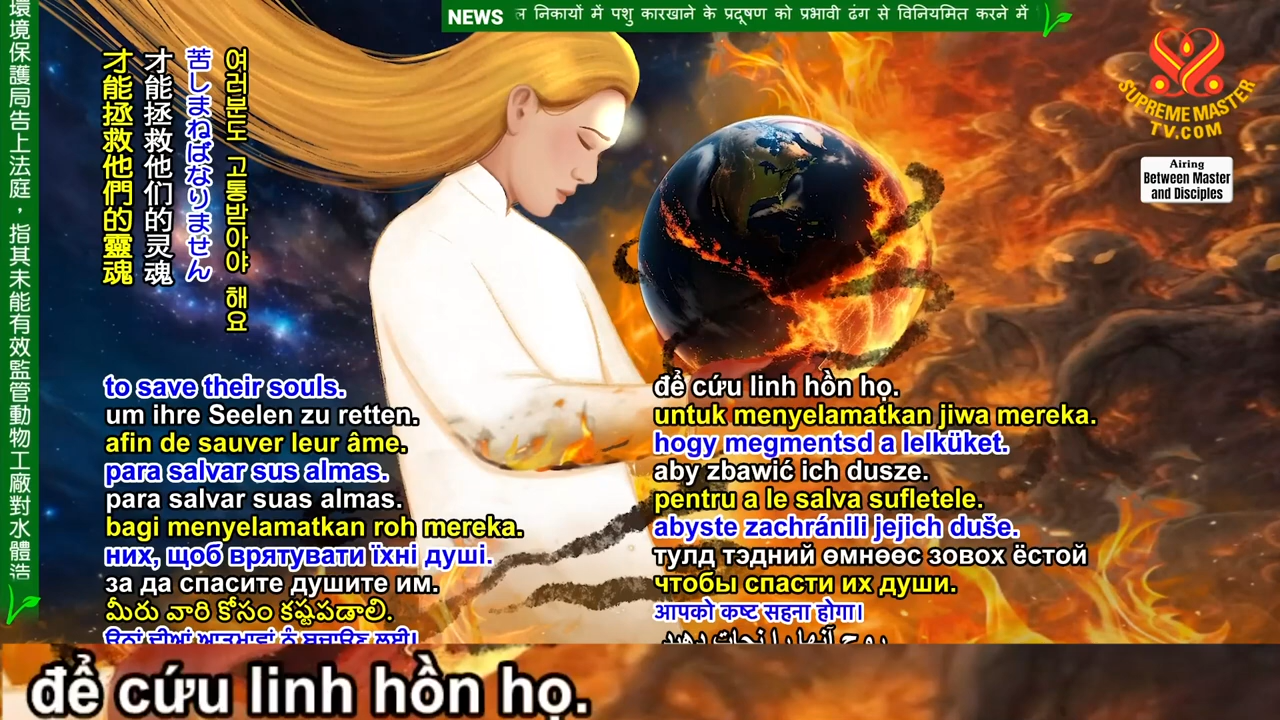 NEWS निकायों में पशु कारखाने के प्रदूषण को प्रभावी ढंग से विनियमित करने में
環境保護局告上法庭，指其未能有效監管動物工廠對水體造
SUPREME MASTER
TV.COM
Airing
Between Master
and Disciples
여러분도 고통받아야 해요
苦しまねばなりません
才能拯救他们的灵魂
才能拯救他們的靈魂
to save their souls.
um ihre Seelen zu retten.
afin de sauver leur âme.
para salvar sus almas.
para salvar suas almas.
bagi menyelamatkan roh mereka.
них, щоб врятувати їхні душі.
за да спасите душите им.
మీరు వారి కోసం కష్టపడాలి.
để cứu linh hồn họ.
untuk menyelamatkan jiwa mereka.
hogy megmentsd a lelküket.
aby zbawić ich dusze.
pentru a le salva sufletele.
abyste zachránili jejich duše.
тулд тэдний өмнөөс зовох ёстой
чтобы спасти их души.
आपको कष्ट सहना होगा।
để cứu linh hồn họ.